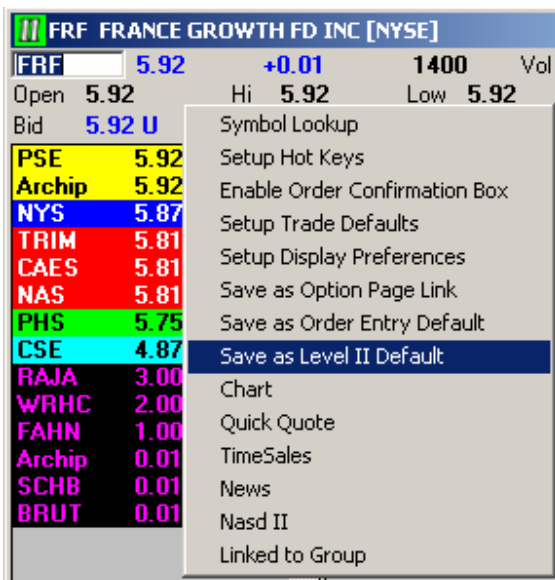 FRF FRANCE GROWTH FD INC [NYSE]
FRF 5.92 +0.01 1400 Vol
Open 5.92 Hi 5.92 Low 5.92
Bid 5.92 U
PSE 5.92
Archip 5.92
NYS 5.87
TRIM 5.81
CAES 5.81
NAS 5.81
PHS 5.75
CSE 4.87
RAJA 3.00
WRHC 2.00
FAHN 1.00
Archip 0.01
SCHB 0.01
BRUT 0.01
Symbol Lookup
Setup Hot Keys
Enable Order Confirmation Box
Setup Trade Defaults
Setup Display Preferences
Save as Option Page Link
Save as Order Entry Default
Save as Level II Default
Chart
Quick Quote
TimeSales
News
Nasd II
Linked to Group